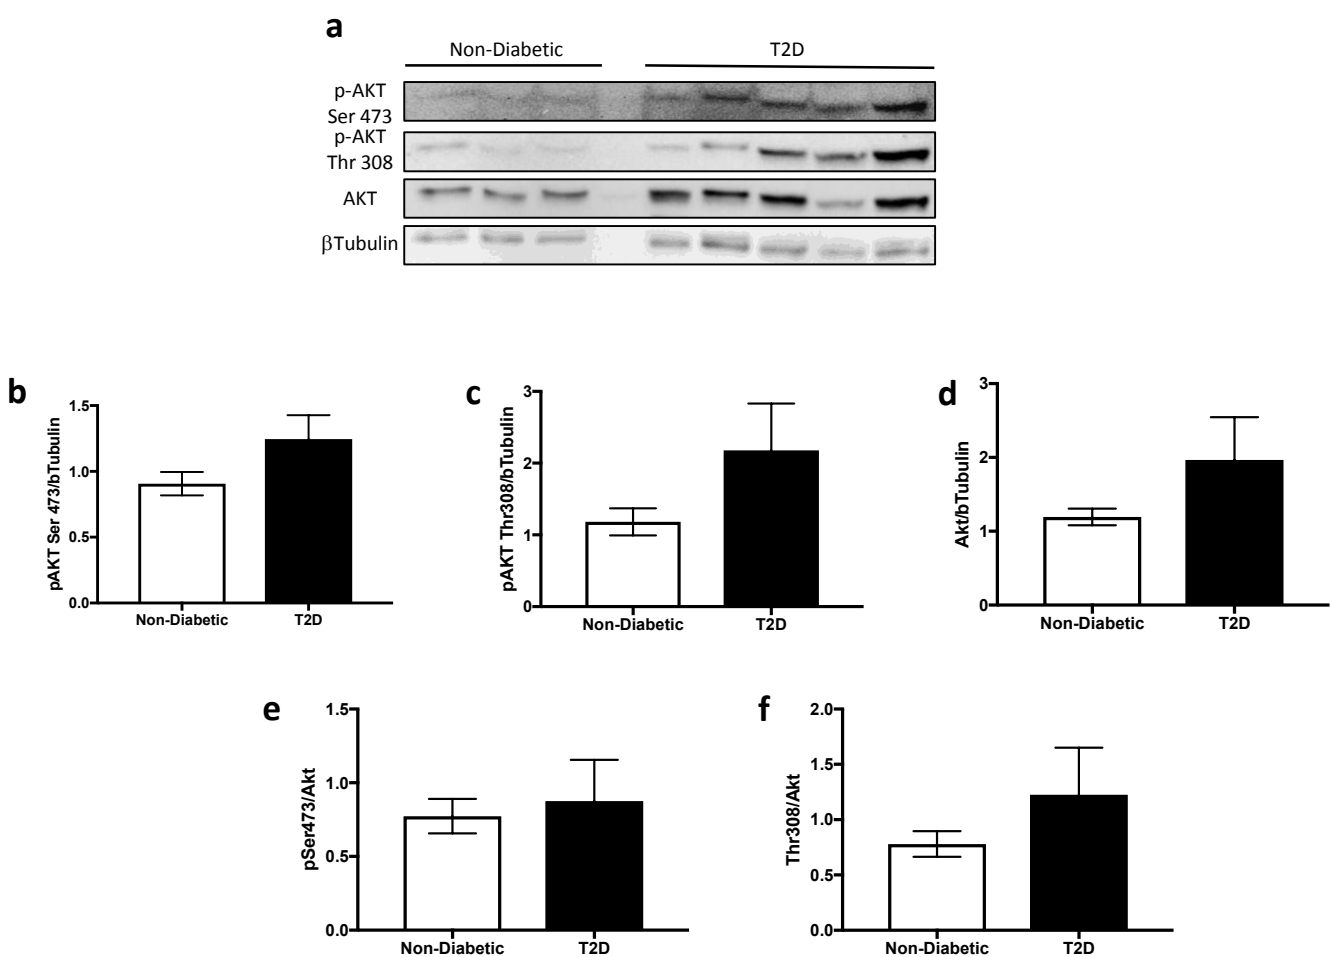 a
Non-Diabetic
T2D
p-AKT
Ser 473
p-AKT
Thr 308
AKT
βTubulin
b
pAKT Ser 473/bTubulin
1.5
1.0
0.5
0.0
Non-Diabetic
T2D
c
pAKT Thr308/bTubulin
3
2
1
0
Non-Diabetic
T2D
d
Akt/bTubulin
3
2
1
0
Non-Diabetic
T2D
e
pSer473/Akt
1.5
1.0
0.5
0.0
Non-Diabetic
T2D
f
Thr308/Akt
2.0
1.5
1.0
0.5
0.0
Non-Diabetic
T2D